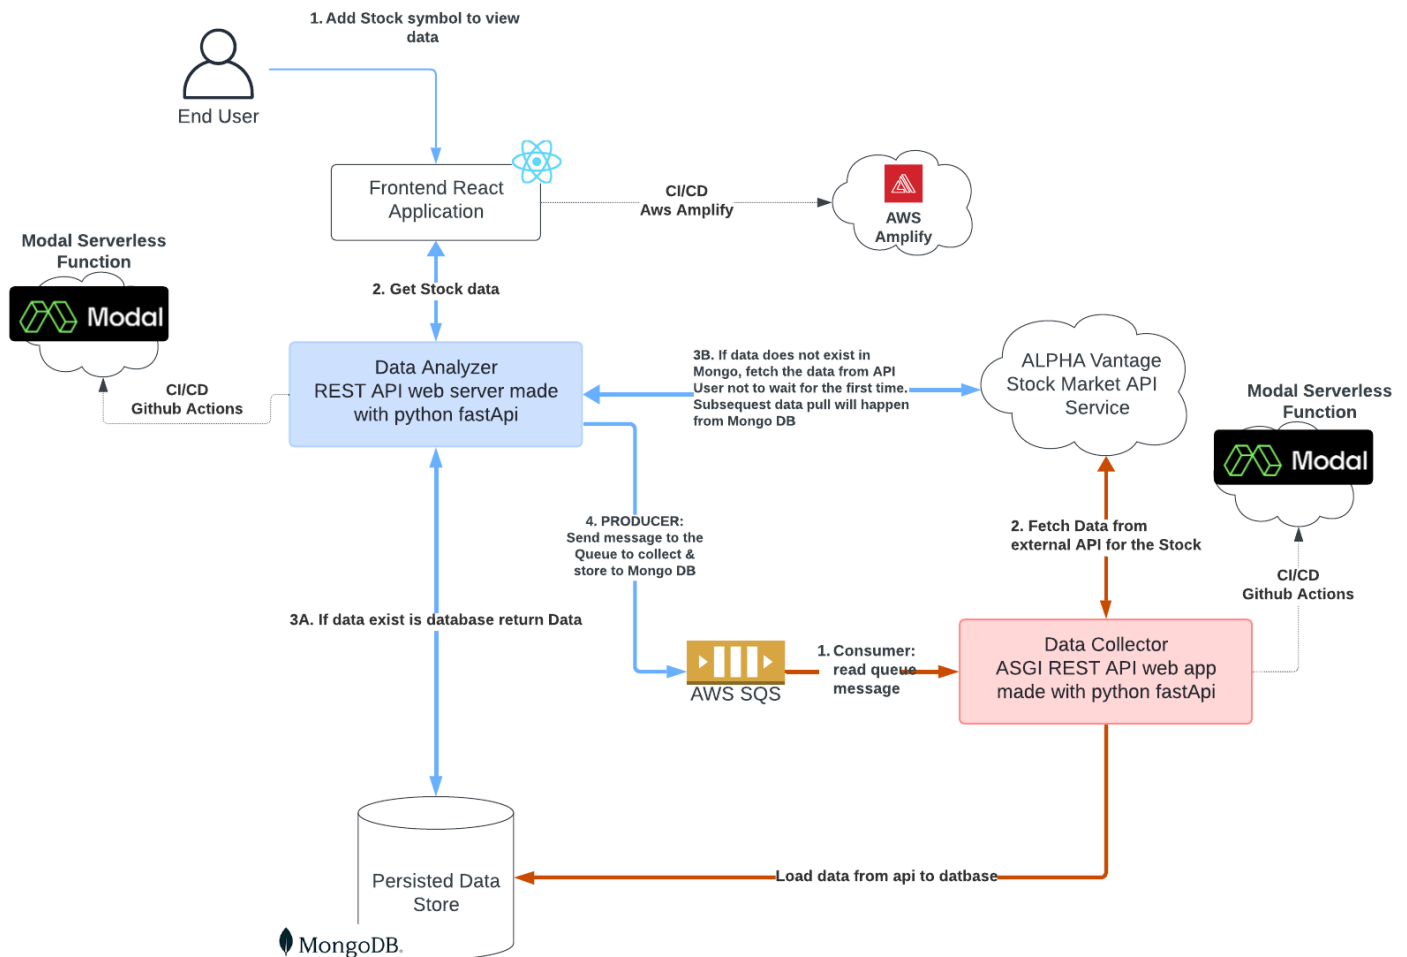 1. Add Stock symbol to view
data
End User
Frontend React
Application
CI/CD
Aws Amplify
AWS
Amplify
Modal Serverless
Function
Modal
2. Get Stock data
CI/CD
Github Actions
Data Analyzer
REST API web server made
with python fastApi
3B. If data does not exist in
Mongo, fetch the data from API
User not to wait for the first time.
Subsequest data pull will happen
from Mongo DB
ALPHA Vantage
Stock Market API
Service
Modal Serverless
Function
Modal
4. PRODUCER:
Send message to the
Queue to collect &
store to Mongo DB
2. Fetch Data from
external API for the Stock
CI/CD
Github Actions
3A. If data exist is database return Data
AWS SQS
1. Consumer:
read queue
message
Data Collector
ASGI REST API web app
made with python fastApi
Load data from api to datbase
Persisted Data
Store
MongoDB.